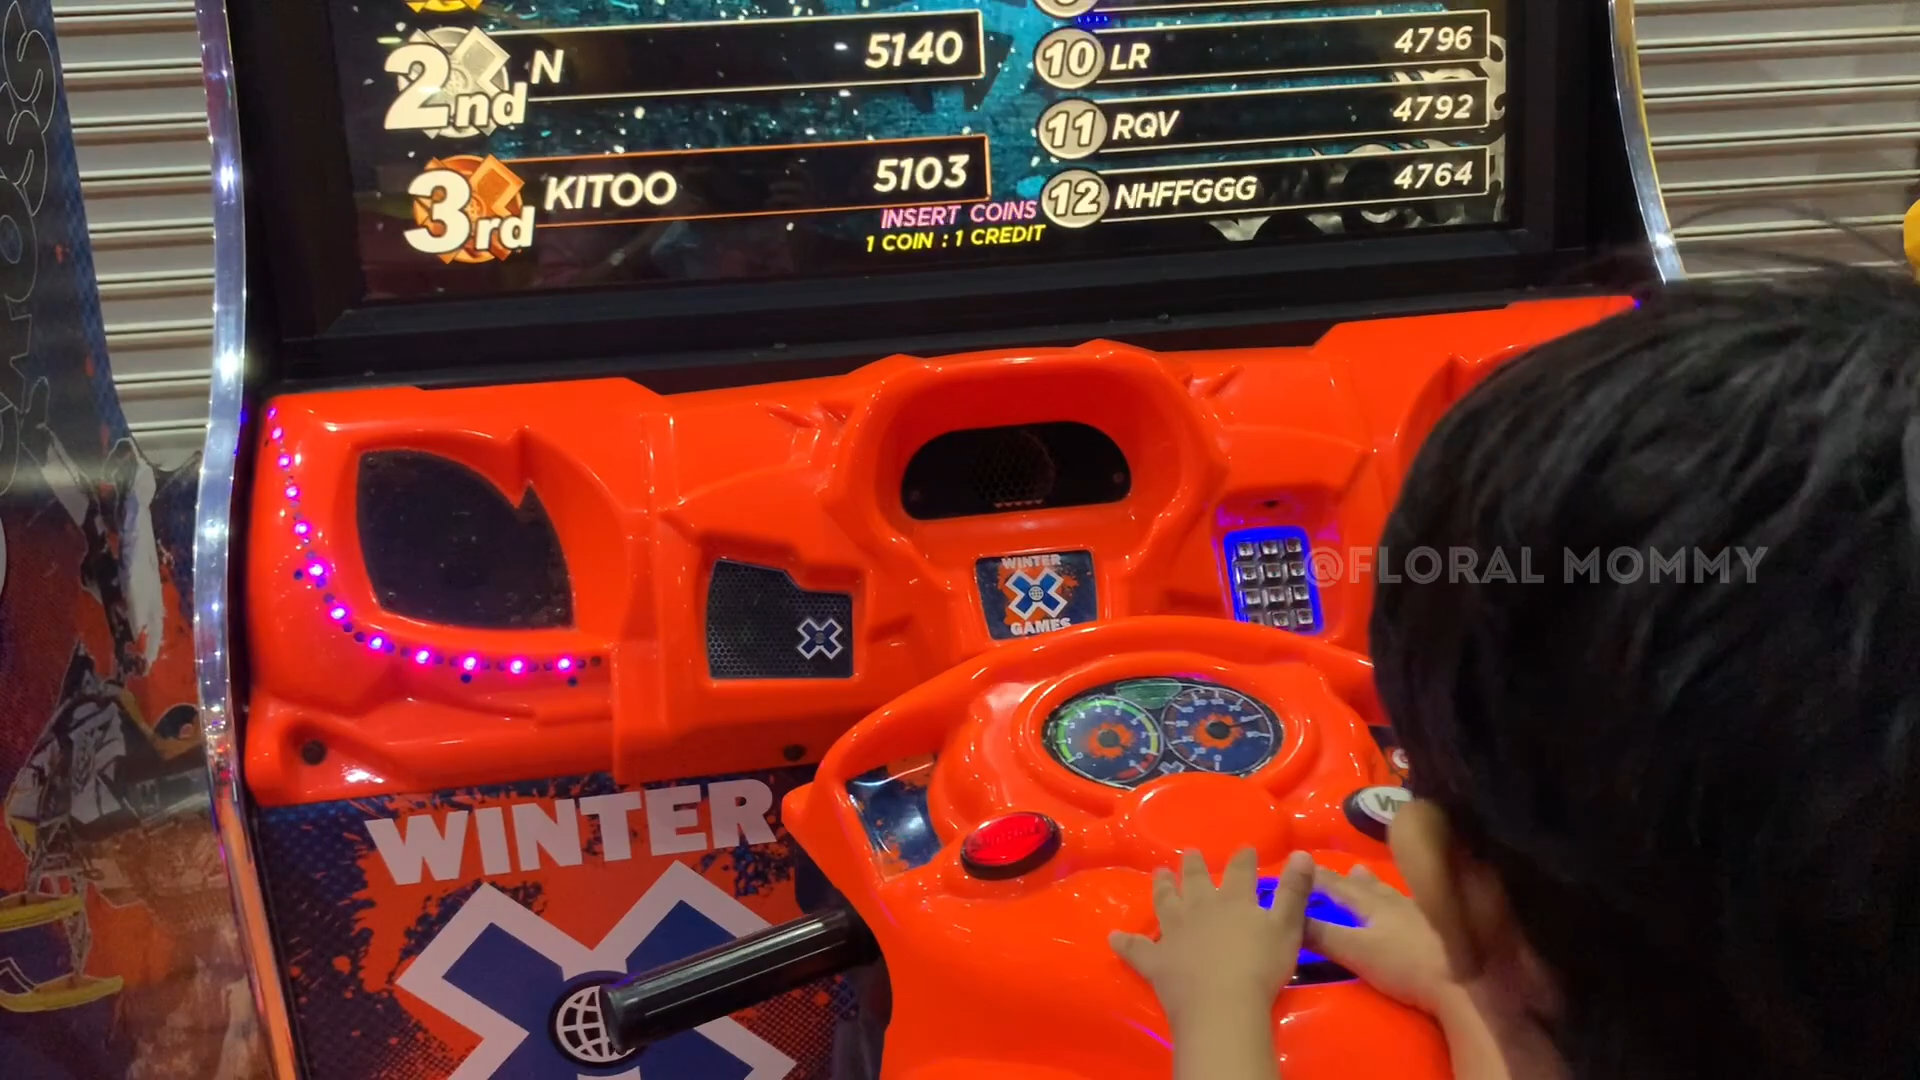 2nd N 5140
3rd KITOO 5103
10 LR 4796
11 RQV 4792
12 NHFFGGG 4764
INSERT COINS
1 COIN : 1 CREDIT
@FLORAL MOMMY
WINTER
X
GAMES
X
WINTER
X